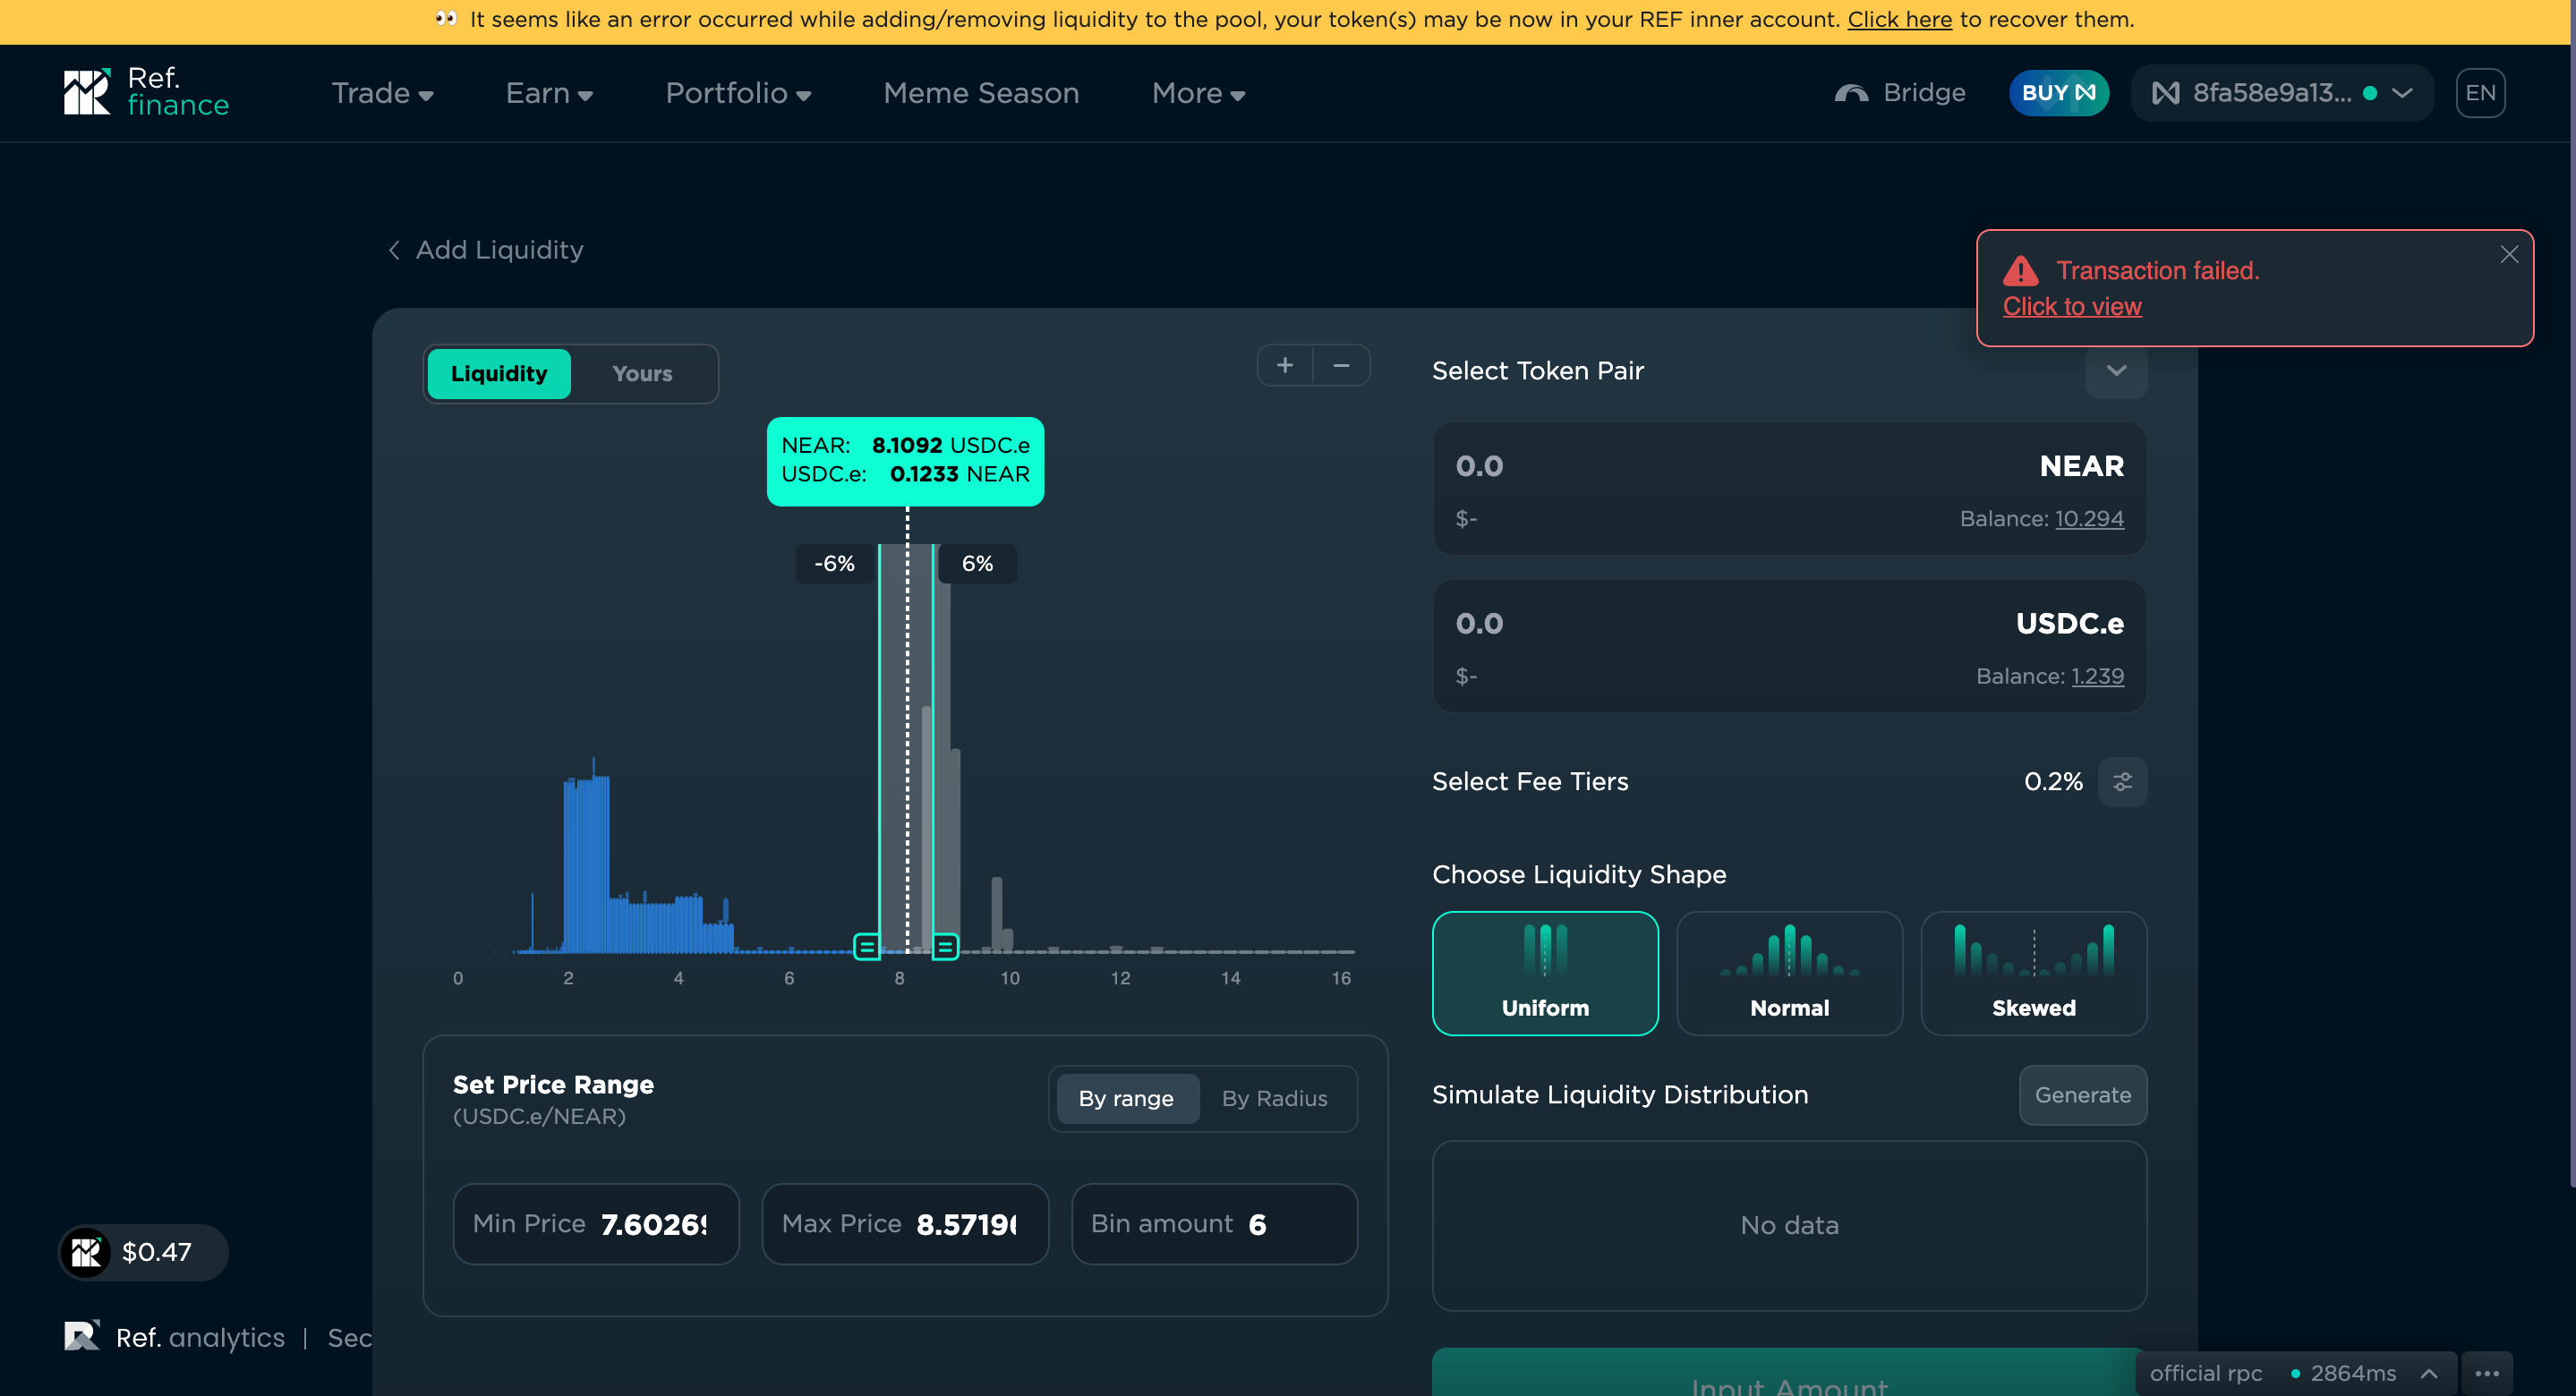 👀 It seems like an error occurred while adding/removing liquidity to the pool, your token(s) may be now in your REF inner account. Click here to recover them.
Ref.
finance
Trade
Earn
Portfolio
Meme Season
More
Bridge
BUY
8fa58e9a13...
EN
Add Liquidity
Transaction failed.
Click to view
Liquidity
Yours
+
−
NEAR: 8.1092 USDC.e
USDC.e: 0.1233 NEAR
-6%
6%
0 2 4 6 8 10 12 14 16
Set Price Range
(USDC.e/NEAR)
By range
By Radius
Min Price 7.6026
Max Price 8.5719
Bin amount 6
Select Token Pair
0.0
NEAR
$-
Balance: 10.294
0.0
USDC.e
$-
Balance: 1.239
Select Fee Tiers
0.2%
Choose Liquidity Shape
Uniform
Normal
Skewed
Simulate Liquidity Distribution
Generate
No data
Input Amount
$0.47
Ref. analytics | Sec
official rpc
2864ms
...